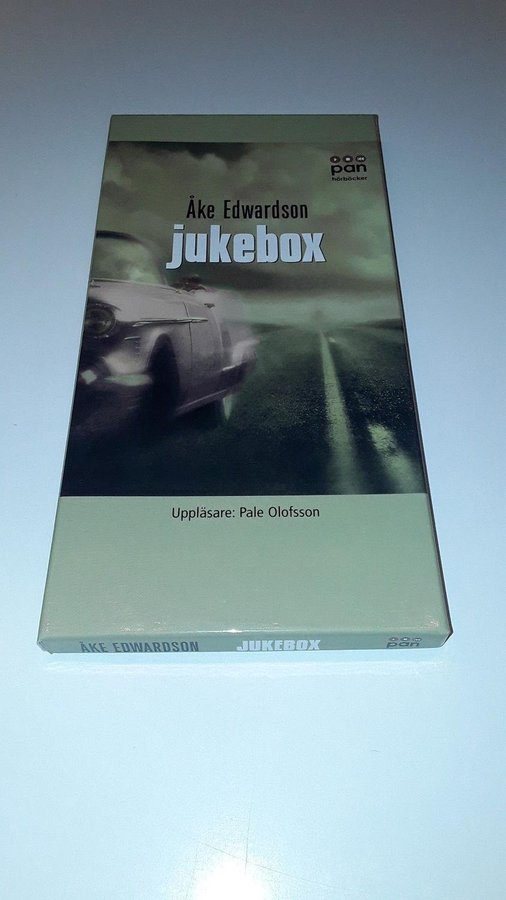 pan
hörböcker
Åke Edwardson
jukebox
Uppläsare: Pale Olofsson
ÅKE EDWARDSON JUKEBOX pan